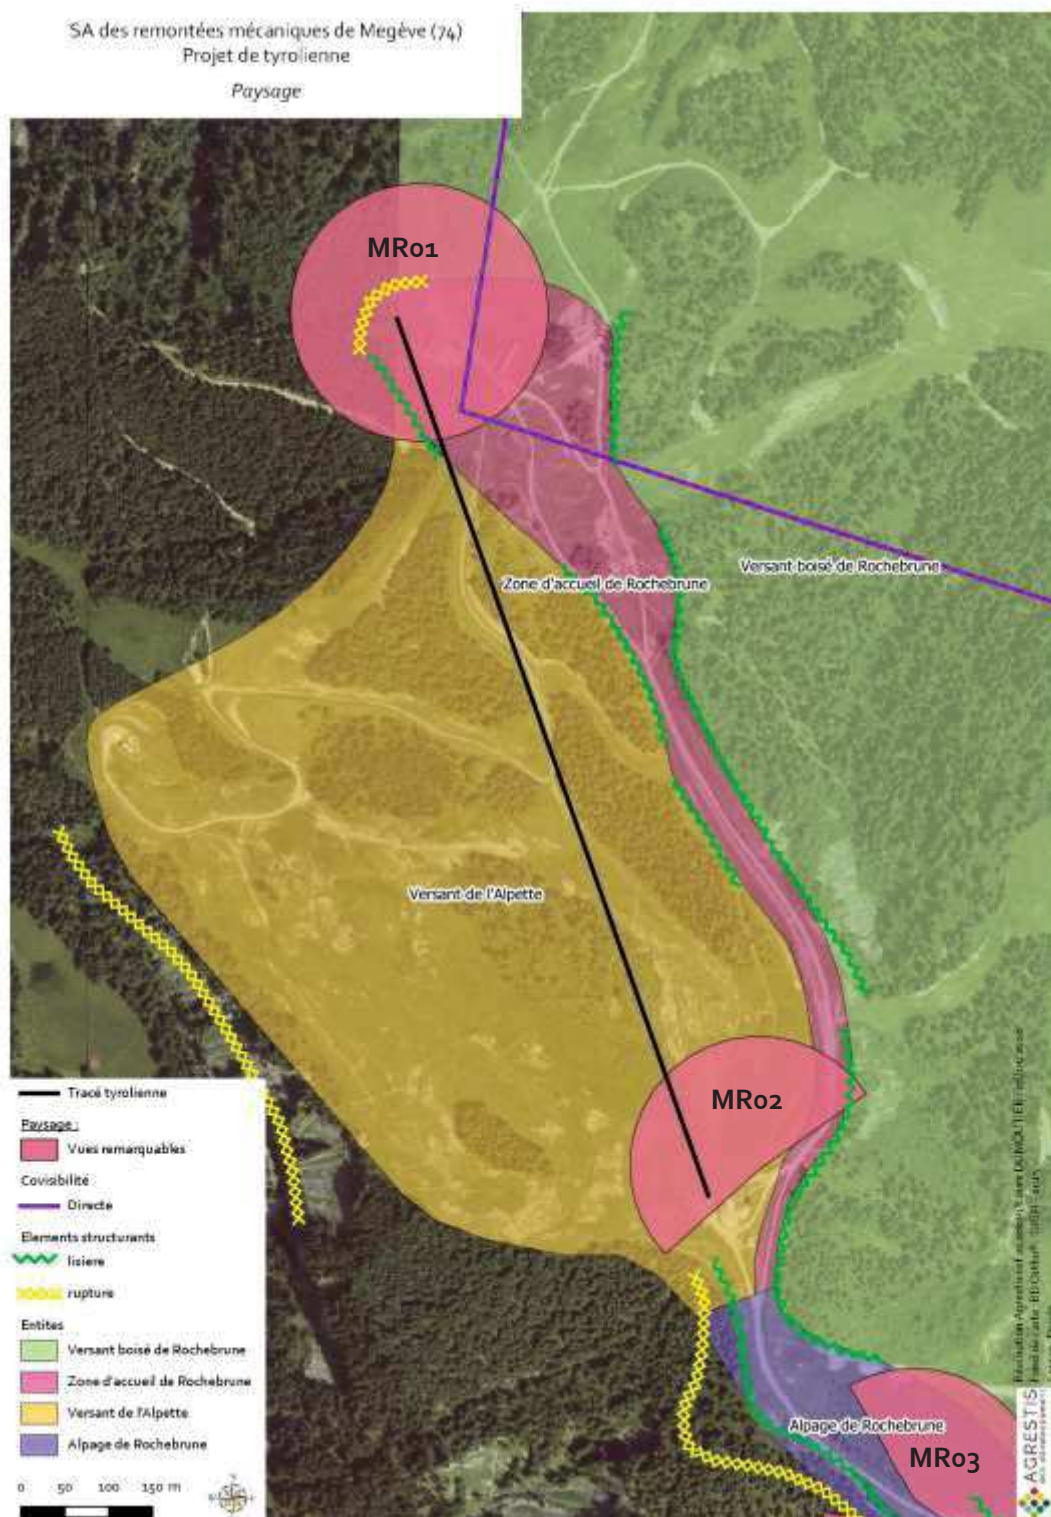 SA des remontées mécaniques de Megève (74)
Projet de tyrolienne
Paysage
MR01
Versant boisé de Rochebrune
Zone d'accueil de Rochebrune
Versant de l'Alpette
MR02
Alpage de Rochebrune
MR03
Tracé tyrolienne
Paysage :
Vues remarquables
Covisibilité
Directe
Elements structurants
lisiere
rupture
Entites
Versant boisé de Rochebrune
Zone d'accueil de Rochebrune
Versant de l'Alpette
Alpage de Rochebrune
0 50 100 150 m
AGRESTIS